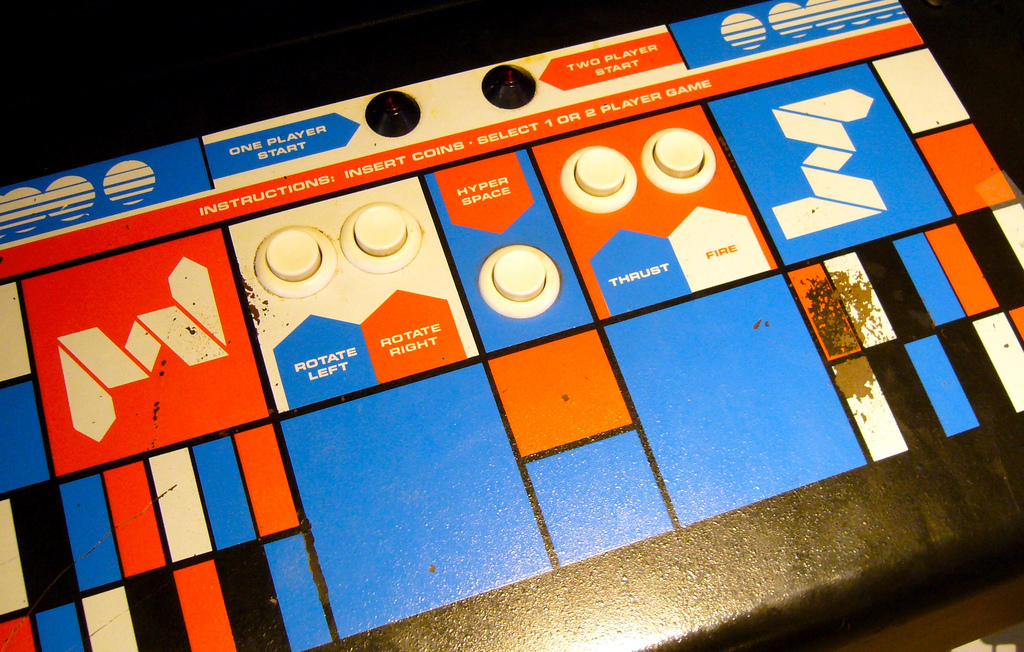 ONE PLAYER
START
TWO PLAYER
START
INSTRUCTIONS: INSERT COINS · SELECT 1 OR 2 PLAYER GAME
ROTATE
LEFT
ROTATE
RIGHT
HYPER
SPACE
THRUST
FIRE